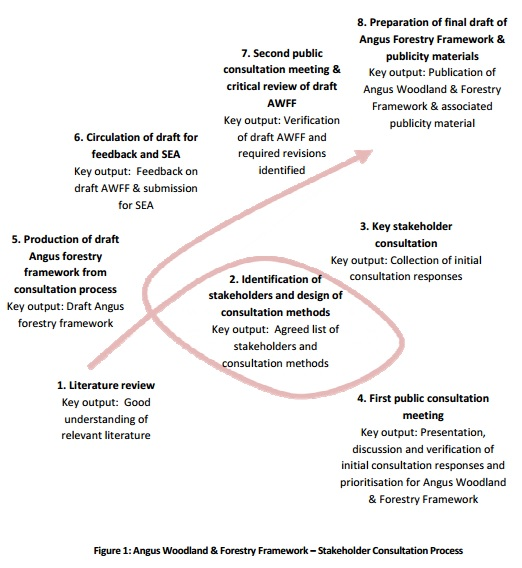 8. Preparation of final draft of
Angus Forestry Framework &
publicity materials
Key output: Publication of
Angus Woodland & Forestry
Framework & associated
publicity material
7. Second public
consultation meeting &
critical review of draft
AWFF
Key output: Verification
of draft AWFF and
required revisions
identified
6. Circulation of draft for
feedback and SEA
Key output: Feedback on
draft AWFF & submission
for SEA
5. Production of draft
Angus forestry
framework from
consultation process
Key output: Draft Angus
forestry framework
3. Key stakeholder
consultation
Key output: Collection of initial
consultation responses
2. Identification of
stakeholders and design of
consultation methods
Key output: Agreed list of
stakeholders and
consultation methods
1. Literature review
Key output: Good
understanding of
relevant literature
4. First public consultation
meeting
Key output: Presentation,
discussion and verification of
initial consultation responses and
prioritisation for Angus Woodland
& Forestry Framework
Figure 1: Angus Woodland & Forestry Framework – Stakeholder Consultation Process